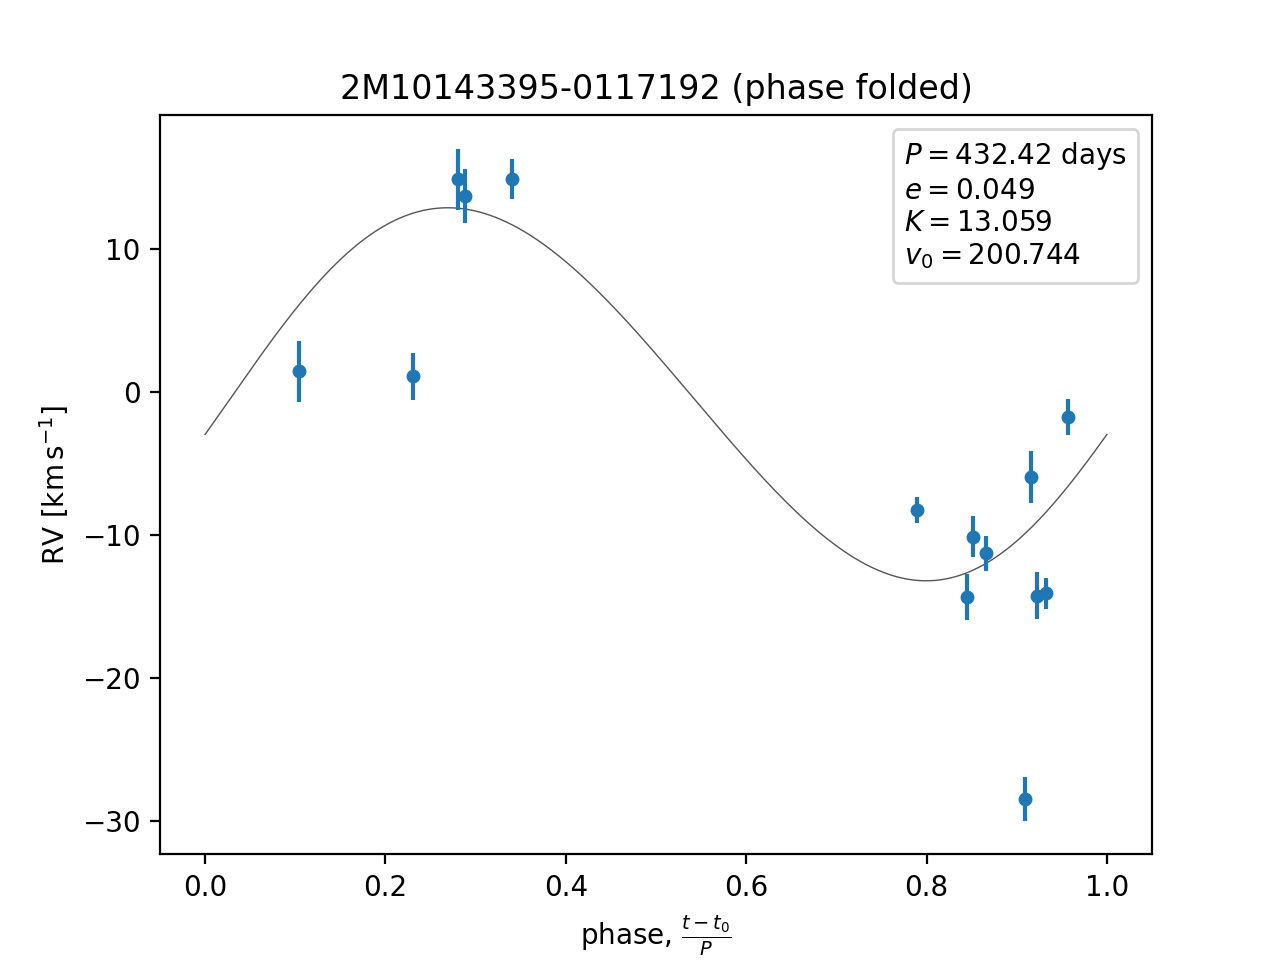 2M10143395-0117192 (phase folded)
P = 432.42 days
e = 0.049
K = 13.059
v₀ = 200.744
RV [km s⁻¹]
10
0
−10
−20
−30
0.0 0.2 0.4 0.6 0.8 1.0
phase, (t − t₀)/P